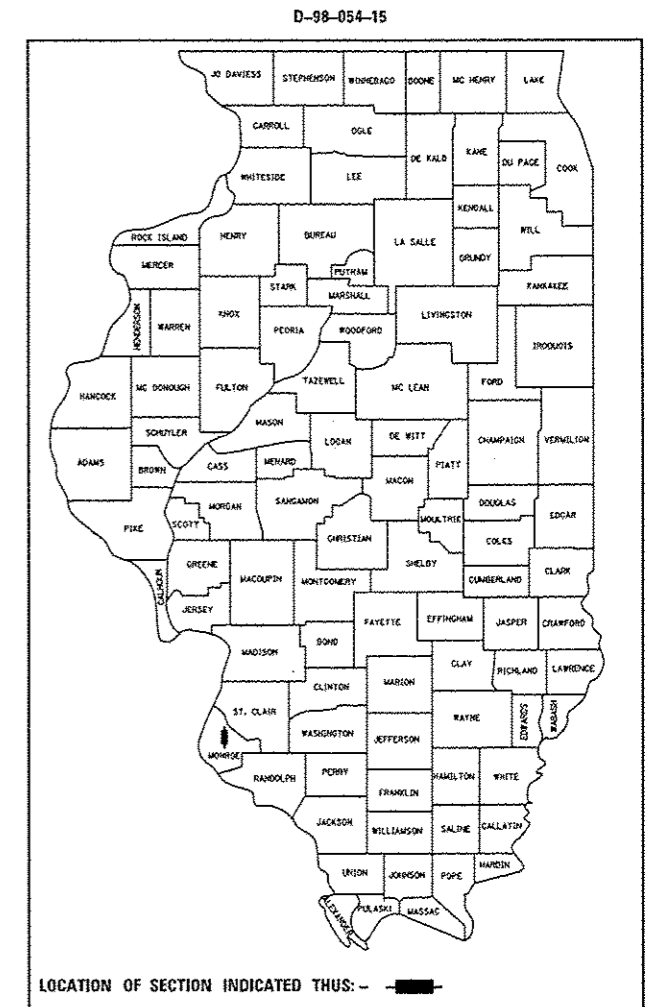 D-98-054-15
JO DAVIESS STEPHENSON WINNEBAGO BOONE MC HENRY LAKE
CARROLL OGLE DE KALB KANE DU PAGE COOK
WHITESIDE LEE
KENDALL WILL
ROCK ISLAND HENRY BUREAU LA SALLE GRUNDY
MERCER PUTNAM
STARK MARSHALL KANKAKEE
HENDERSON WARREN KNOX PEORIA WOODFORD LIVINGSTON
IROQUOIS
HANCOCK MC DONOUGH FULTON TAZEWELL MC LEAN FORD
MASON
SCHUYLER LOGAN DE WITT CHAMPAIGN VERMILION
ADAMS BROWN CASS MENARD PIATT
MACON
PIKE SCOTT MORGAN SANGAMON DOUGLAS EDGAR
CHRISTIAN MOULTRIE COLES
CALHOUN GREENE MACOUPIN MONTGOMERY SHELBY CUMBERLAND CLARK
JERSEY FAYETTE EFFINGHAM JASPER CRAWFORD
MADISON BOND
CLAY RICHLAND LAWRENCE
CLINTON MARION
ST. CLAIR WAYNE EDWARDS WABASH
WASHINGTON JEFFERSON
MONROE
RANDOLPH PERRY HAMILTON WHITE
FRANKLIN
JACKSON WILLIAMSON SALINE GALLATIN
UNION JOHNSON POPE HARDIN
ALEXANDER PULASKI MASSAC
LOCATION OF SECTION INDICATED THUS: -